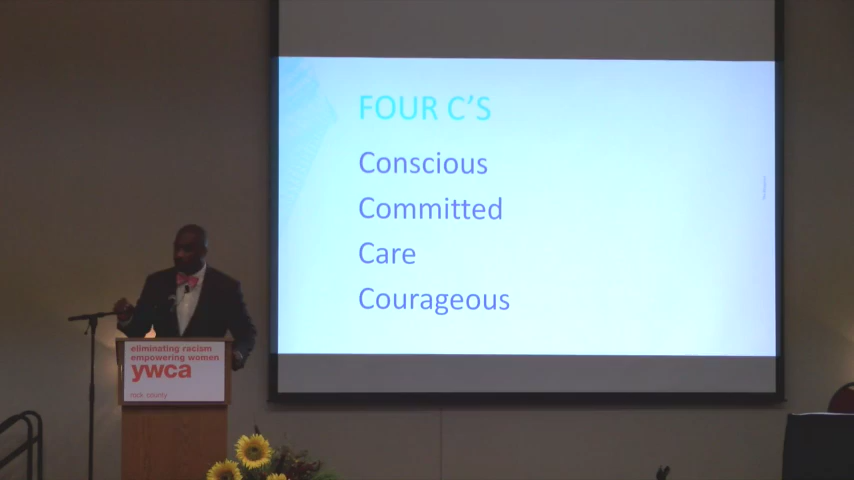 FOUR C'S
Conscious
Committed
Care
Courageous
eliminating racism
empowering women
ywca
rock county